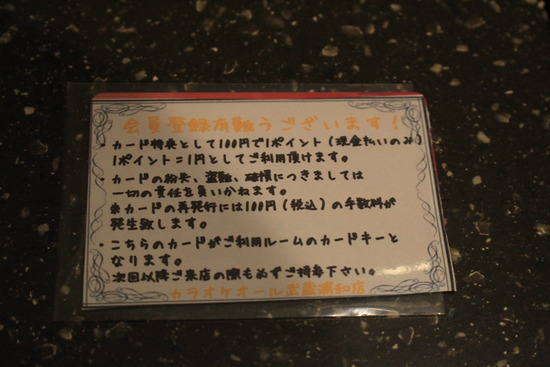 会員登録有難うございます!
・カード特典として100円で1ポイント(現金払いのみ)
1ポイント=1円としてご利用頂けます。
・カードの紛失、盗難、破損につきましては
一切の責任を負いかねます。
※カードの再発行には100円(税込)の手数料が
発生致します。
・こちらのカードがご利用ルームのカードキーと
なります。
次回以降ご来店の際も必ずご持参下さい。
カラオケオール武蔵浦和店